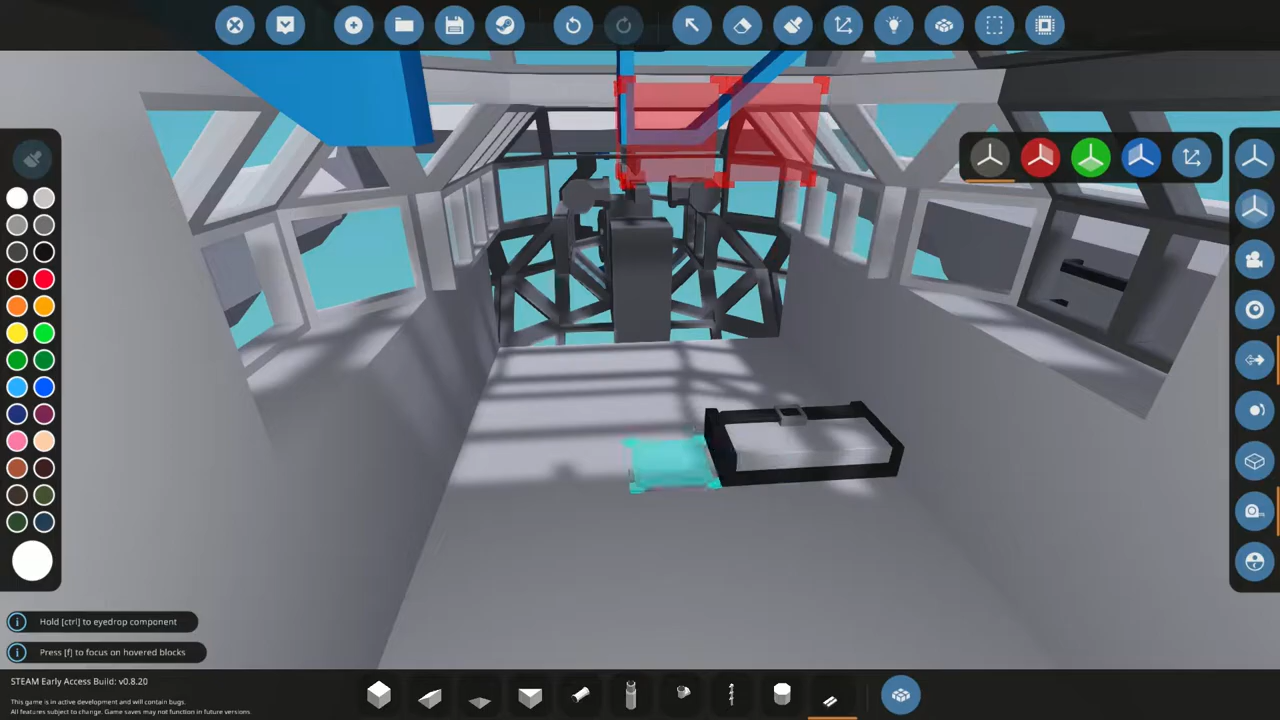 Hold [ctrl] to eyedrop component
Press [f] to focus on hovered blocks
STEAM Early Access Build: v0.8.20
This game is in active development and will contain bugs.
All features subject to change. Game saves may not function in future versions.